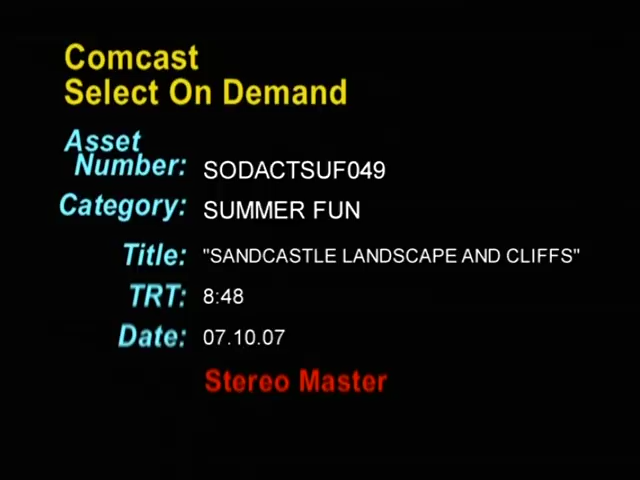 Comcast
Select On Demand
Asset
Number: SODACTSUF049
Category: SUMMER FUN
Title: "SANDCASTLE LANDSCAPE AND CLIFFS"
TRT: 8:48
Date: 07.10.07
Stereo Master